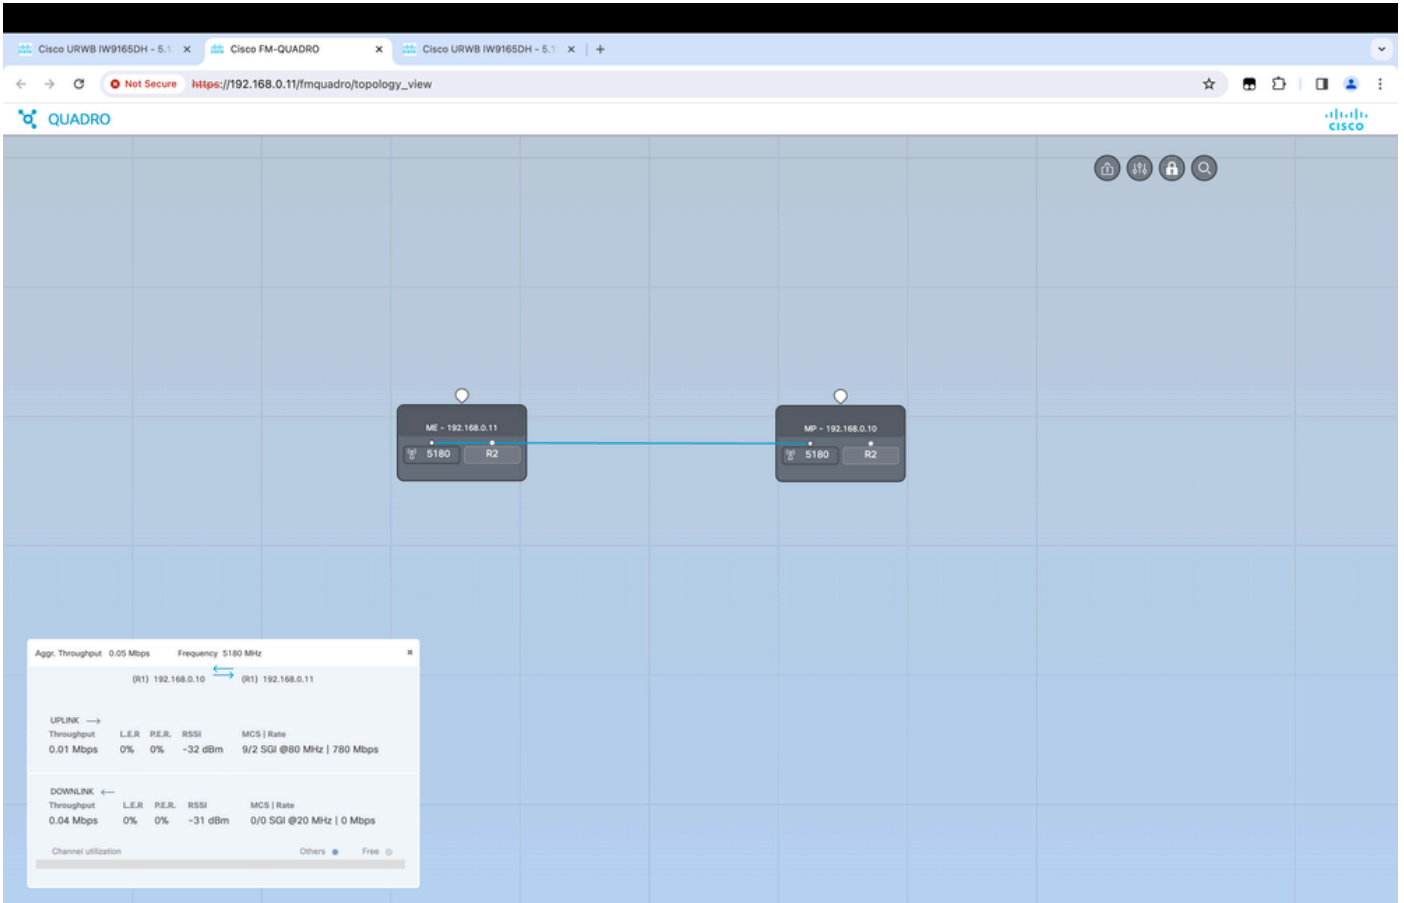 Cisco URWB IW9165DH - 5.1
Cisco FM-QUADRO
Cisco URWB IW9165DH - 5.1
Not Secure
https://192.168.0.11/fmquadro/topology_view
QUADRO
CISCO
ME - 192.168.0.11
5180
R2
MP - 192.168.0.10
5180
R2
Aggr. Throughput 0.05 Mbps Frequency 5180 MHz
(R1) 192.168.0.10 (R1) 192.168.0.11
UPLINK
Throughput L.E.R P.E.R. RSSI MCS | Rate
0.01 Mbps 0% 0% -32 dBm 9/2 SGI @80 MHz | 780 Mbps
DOWNLINK
Throughput L.E.R P.E.R. RSSI MCS | Rate
0.04 Mbps 0% 0% -31 dBm 0/0 SGI @20 MHz | 0 Mbps
Channel utilization Others Free